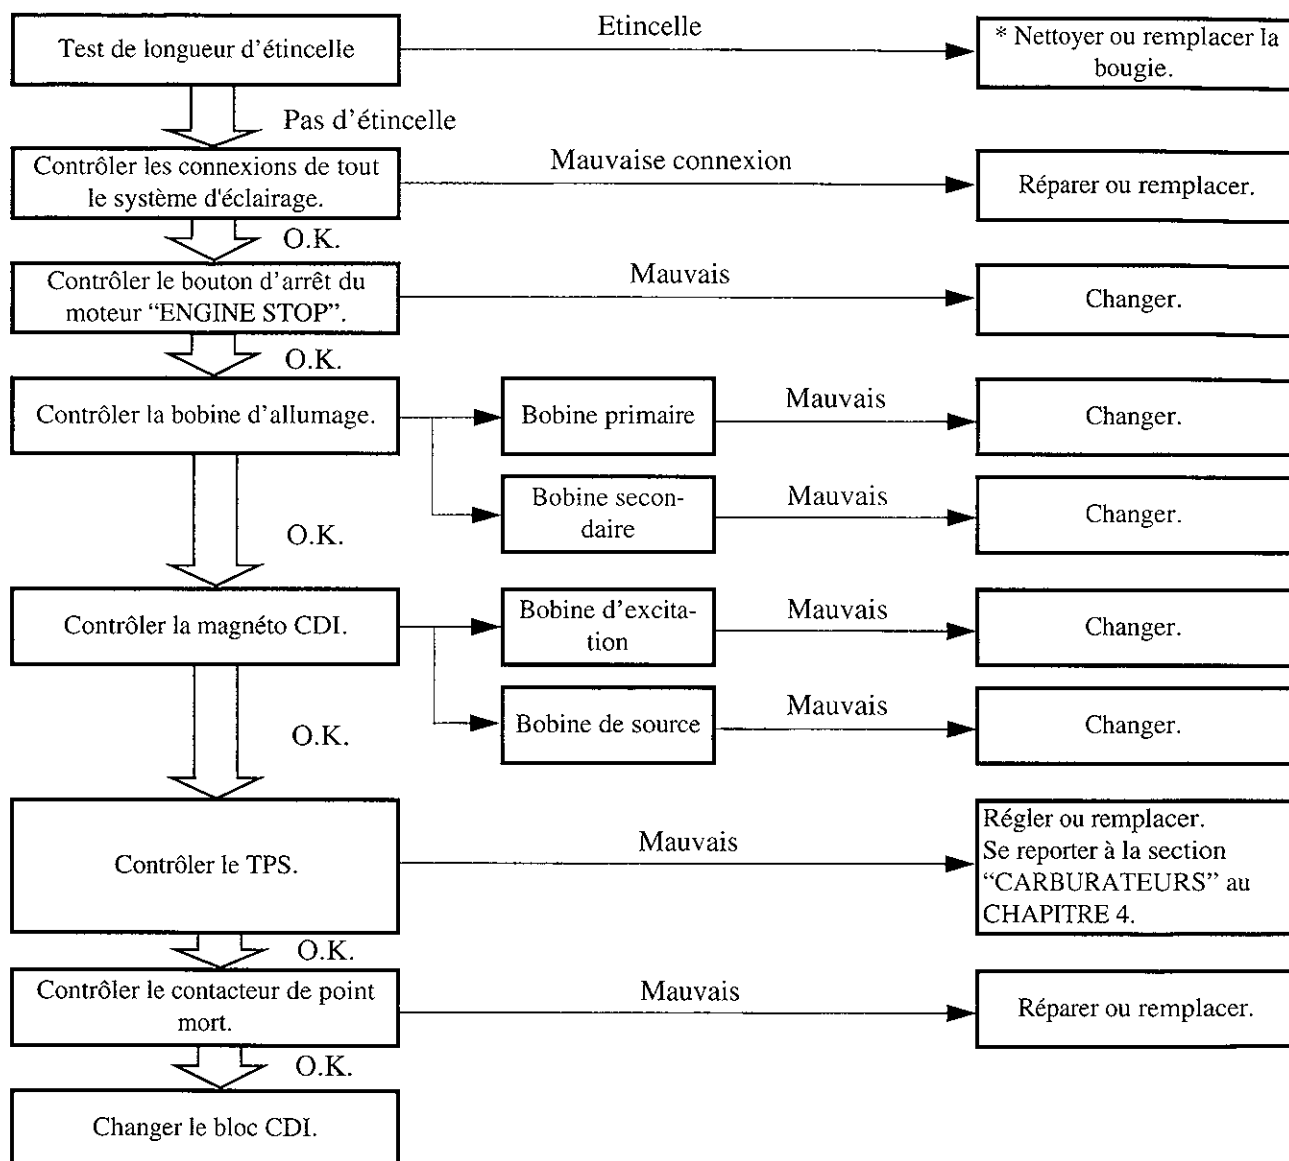 Test de longueur d'étincelle
Etincelle
* Nettoyer ou remplacer la
bougie.
Pas d'étincelle
Contrôler les connexions de tout
le système d'éclairage.
Mauvaise connexion
Réparer ou remplacer.
O.K.
Contrôler le bouton d'arrêt du
moteur “ENGINE STOP”.
Mauvais
Changer.
O.K.
Contrôler la bobine d'allumage.
Bobine primaire
Mauvais
Changer.
Bobine secon-
daire
Mauvais
Changer.
O.K.
Contrôler la magnéto CDI.
Bobine d'excita-
tion
Mauvais
Changer.
Bobine de source
Mauvais
Changer.
O.K.
Contrôler le TPS.
Mauvais
Régler ou remplacer.
Se reporter à la section
“CARBURATEURS” au
CHAPITRE 4.
O.K.
Contrôler le contacteur de point
mort.
Mauvais
Réparer ou remplacer.
O.K.
Changer le bloc CDI.